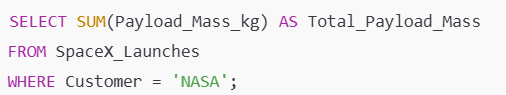 SELECT SUM(Payload_Mass_kg) AS Total_Payload_Mass
FROM SpaceX_Launches
WHERE Customer = 'NASA';